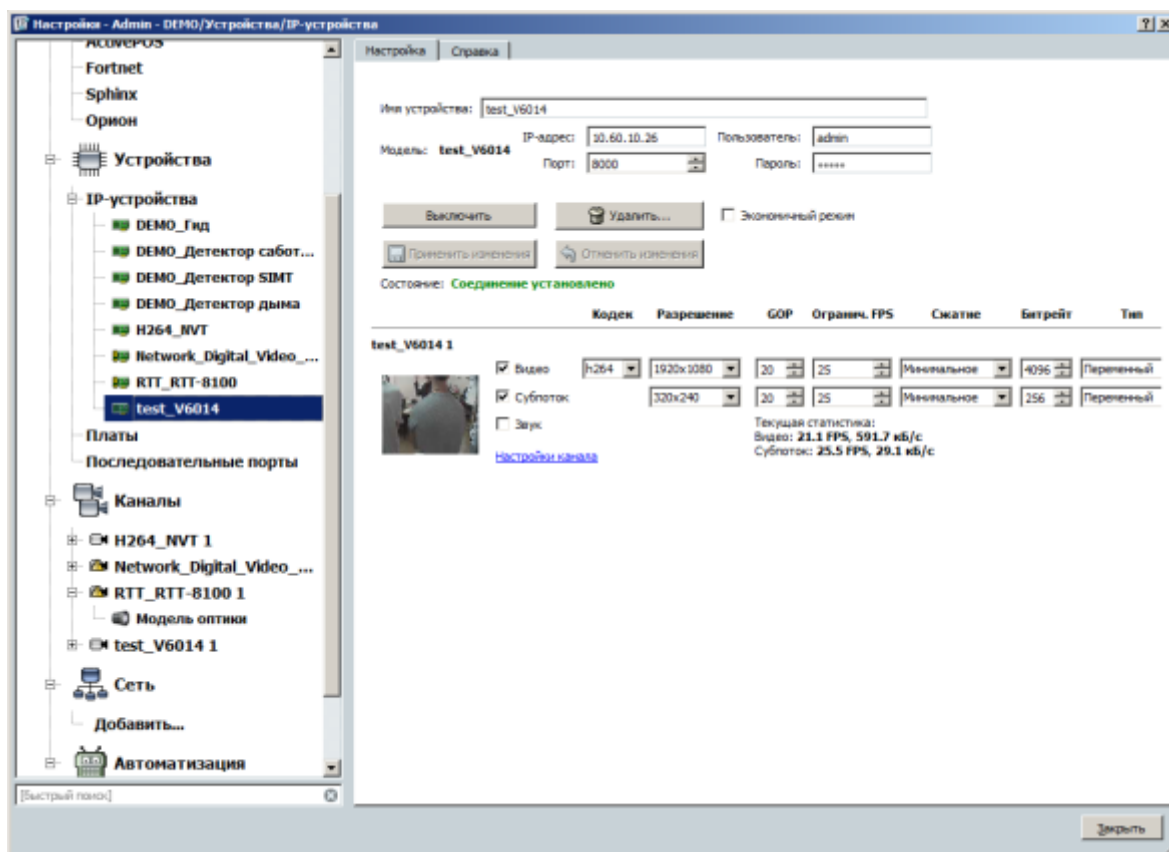 Настройки - Admin - DEMO/Устройства/IP-устройства
ActivePOS
Fortnet
Sphinx
Орион
Устройства
IP-устройства
DEMO_Гид
DEMO_Детектор сабот...
DEMO_Детектор SIMT
DEMO_Детектор дыма
H264_NVT
Network_Digital_Video_...
RTT_RTT-8100
test_V6014
Платы
Последовательные порты
Каналы
H264_NVT 1
Network_Digital_Video_...
RTT_RTT-8100 1
Модель оптики
test_V6014 1
Сеть
Добавить...
Автоматизация
[Быстрый поиск]
Настройка Справка
Имя устройства: test_V6014
Модель: test_V6014
IP-адрес: 10.60.10.26 Пользователь: admin
Порт: 8000 Пароль: •••••
Выключить Удалить... Экономичный режим
Применить изменения Отменить изменения
Состояние: Соединение установлено
Кодек Разрешение GOP Огранич. FPS Сжатие Битрейт Тип
test_V6014 1
Видео h264 1920x1080 20 25 Минимальное 4096 Переменный
Субпоток 320x240 20 25 Минимальное 256 Переменный
Звук
Настройки канала
Текущая статистика:
Видео: 21.1 FPS, 591.7 кБ/с
Субпоток: 25.5 FPS, 29.1 кБ/с
Закрыть